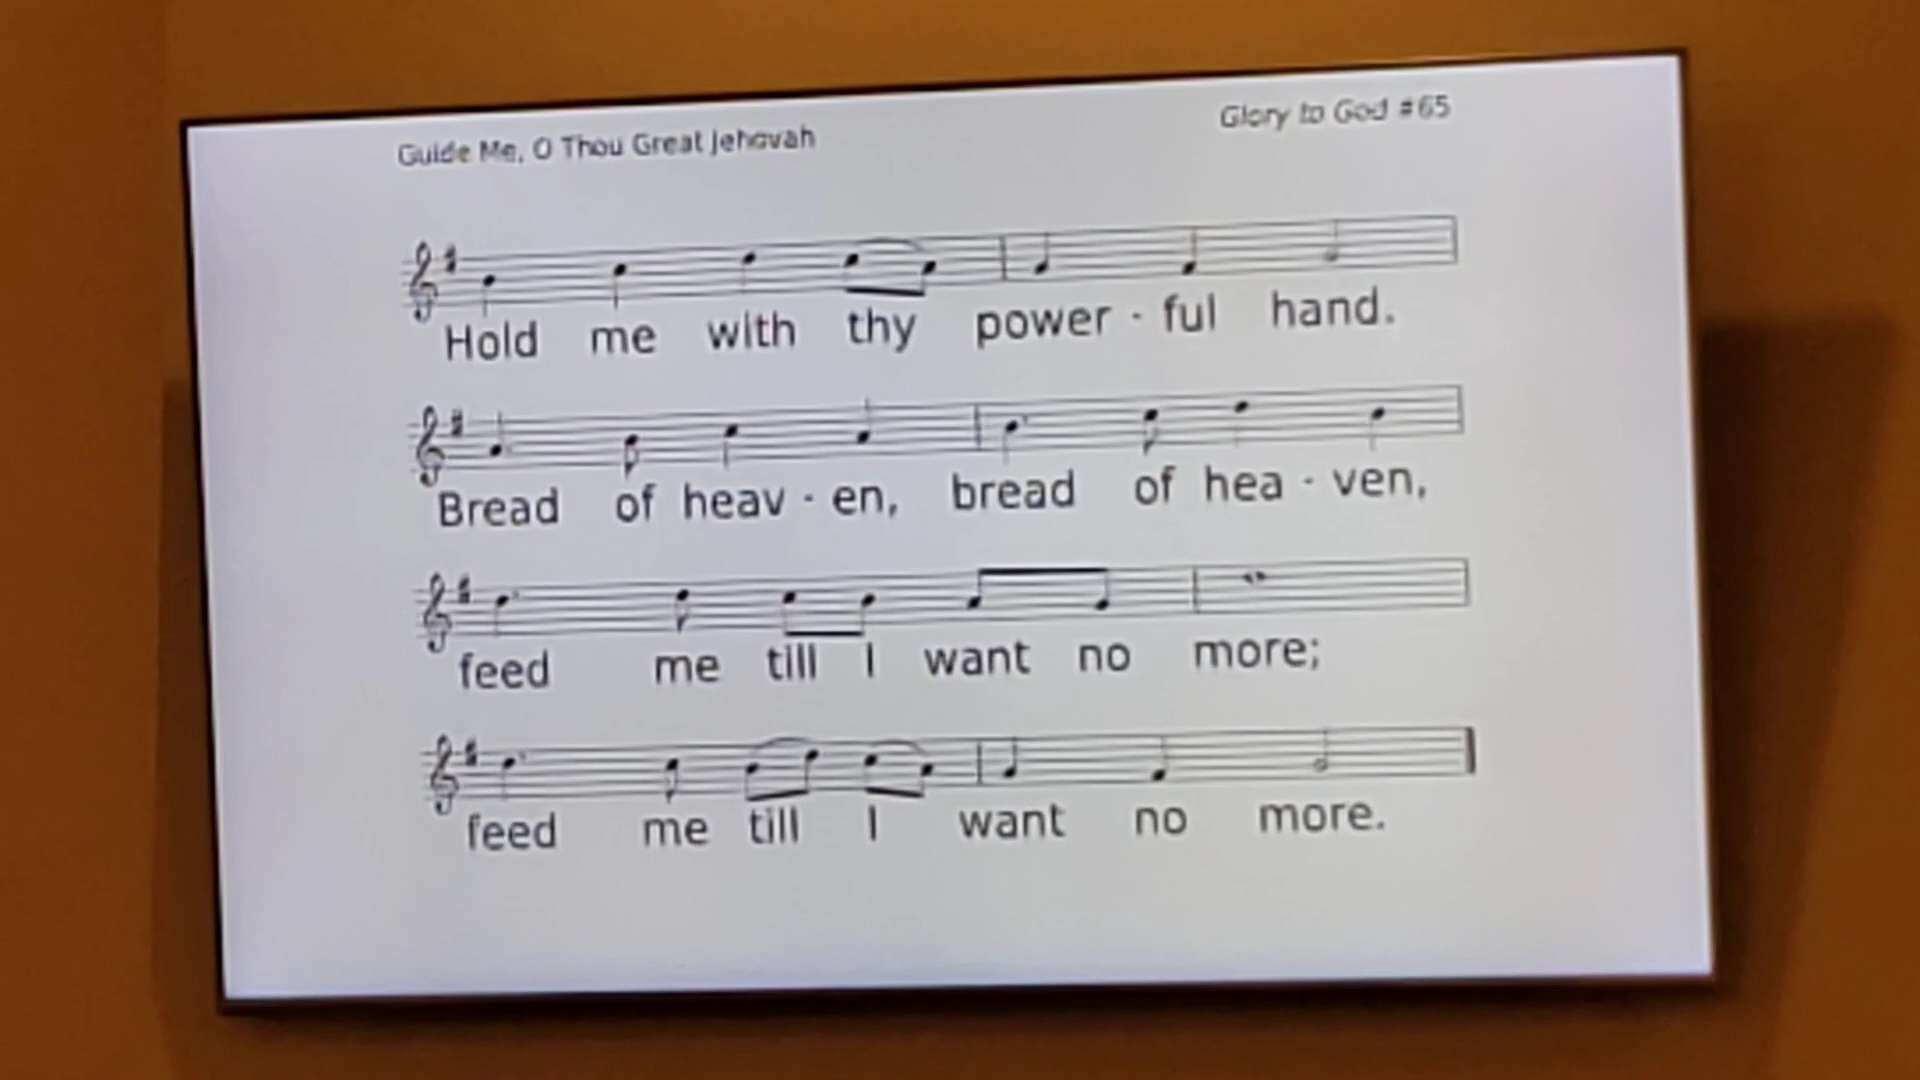 Guide Me, O Thou Great Jehovah
Glory to God #65
Hold me with thy power - ful hand.
Bread of heav - en, bread of hea - ven,
feed me till I want no more;
feed me till I want no more.